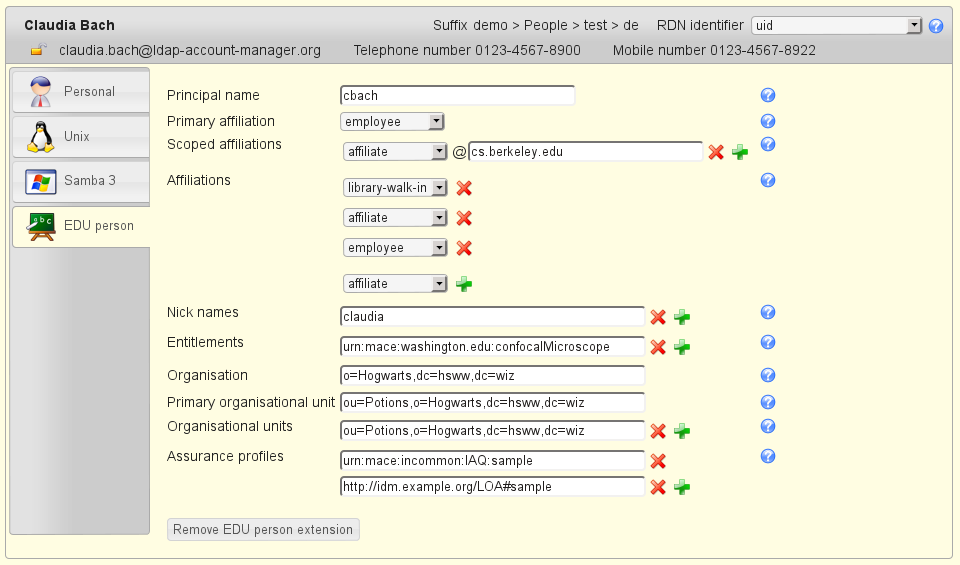 Claudia Bach Suffix demo > People > test > de RDN identifier uid
claudia.bach@ldap-account-manager.org Telephone number 0123-4567-8900 Mobile number 0123-4567-8922
Personal
Unix
Samba 3
EDU person
Principal name cbach
Primary affiliation employee
Scoped affiliations affiliate @ cs.berkeley.edu
Affiliations library-walk-in
affiliate
employee
affiliate
Nick names claudia
Entitlements urn:mace:washington.edu:confocalMicroscope
Organisation o=Hogwarts,dc=hsww,dc=wiz
Primary organisational unit ou=Potions,o=Hogwarts,dc=hsww,dc=wiz
Organisational units ou=Potions,o=Hogwarts,dc=hsww,dc=wiz
Assurance profiles urn:mace:incommon:IAQ:sample
http://idm.example.org/LOA#sample
Remove EDU person extension